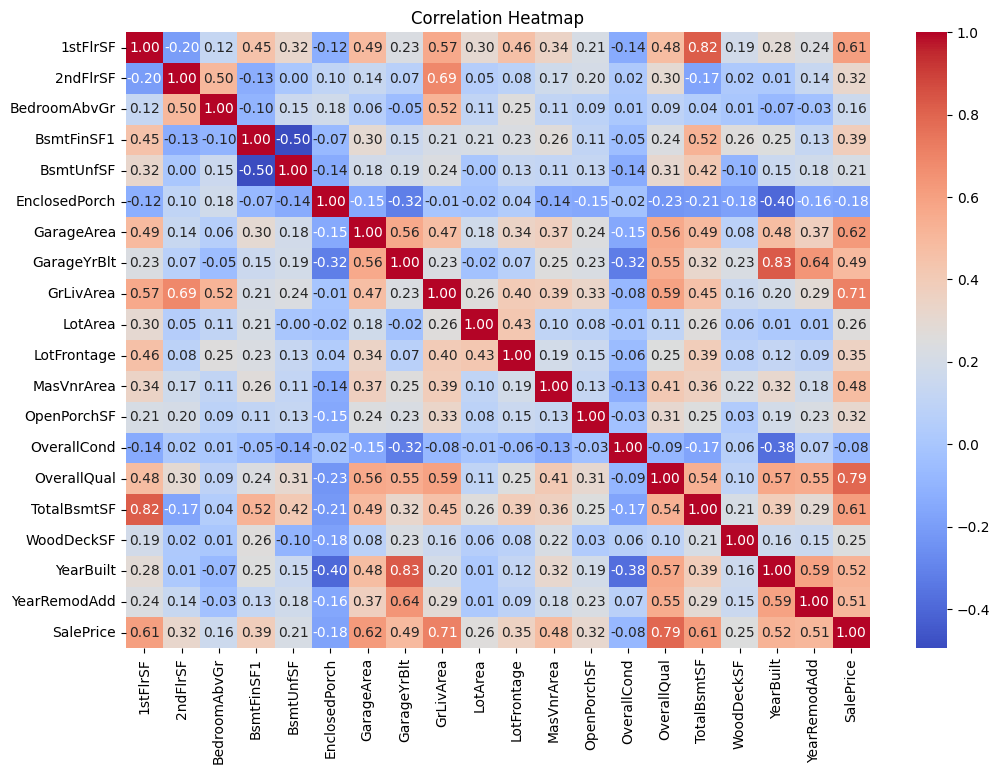 Correlation Heatmap
1stFlrSF 1.00 -0.20 0.12 0.45 0.32 -0.12 0.49 0.23 0.57 0.30 0.46 0.34 0.21 -0.14 0.48 0.82 0.19 0.28 0.24 0.61
2ndFlrSF -0.20 1.00 0.50 -0.13 0.00 0.10 0.14 0.07 0.69 0.05 0.08 0.17 0.20 0.02 0.30 -0.17 0.02 0.01 0.14 0.32
BedroomAbvGr 0.12 0.50 1.00 -0.10 0.15 0.18 0.06 -0.05 0.52 0.11 0.25 0.11 0.09 0.01 0.09 0.04 0.01 -0.07 -0.03 0.16
BsmtFinSF1 0.45 -0.13 -0.10 1.00 -0.50 -0.07 0.30 0.15 0.21 0.21 0.23 0.26 0.11 -0.05 0.24 0.52 0.26 0.25 0.13 0.39
BsmtUnfSF 0.32 0.00 0.15 -0.50 1.00 -0.14 0.18 0.19 0.24 -0.00 0.13 0.11 0.13 -0.14 0.31 0.42 -0.10 0.15 0.18 0.21
EnclosedPorch -0.12 0.10 0.18 -0.07 -0.14 1.00 -0.15 -0.32 -0.01 -0.02 0.04 -0.14 -0.15 -0.02 -0.23 -0.21 -0.18 -0.40 -0.16 -0.18
GarageArea 0.49 0.14 0.06 0.30 0.18 -0.15 1.00 0.56 0.47 0.18 0.34 0.37 0.24 -0.15 0.56 0.49 0.08 0.48 0.37 0.62
GarageYrBlt 0.23 0.07 -0.05 0.15 0.19 -0.32 0.56 1.00 0.23 -0.02 0.07 0.25 0.23 -0.32 0.55 0.32 0.23 0.83 0.64 0.49
GrLivArea 0.57 0.69 0.52 0.21 0.24 -0.01 0.47 0.23 1.00 0.26 0.40 0.39 0.33 -0.08 0.59 0.45 0.16 0.20 0.29 0.71
LotArea 0.30 0.05 0.11 0.21 -0.00 -0.02 0.18 -0.02 0.26 1.00 0.43 0.10 0.08 -0.01 0.11 0.26 0.06 0.01 0.01 0.26
LotFrontage 0.46 0.08 0.25 0.23 0.13 0.04 0.34 0.07 0.40 0.43 1.00 0.19 0.15 -0.06 0.25 0.39 0.08 0.12 0.09 0.35
MasVnrArea 0.34 0.17 0.11 0.26 0.11 -0.14 0.37 0.25 0.39 0.10 0.19 1.00 0.13 -0.13 0.41 0.36 0.22 0.32 0.18 0.48
OpenPorchSF 0.21 0.20 0.09 0.11 0.13 -0.15 0.24 0.23 0.33 0.08 0.15 0.13 1.00 -0.03 0.31 0.25 0.03 0.19 0.23 0.32
OverallCond -0.14 0.02 0.01 -0.05 -0.14 -0.02 -0.15 -0.32 -0.08 -0.01 -0.06 -0.13 -0.03 1.00 -0.09 -0.17 0.06 -0.38 0.07 -0.08
OverallQual 0.48 0.30 0.09 0.24 0.31 -0.23 0.56 0.55 0.59 0.11 0.25 0.41 0.31 -0.09 1.00 0.54 0.10 0.57 0.55 0.79
TotalBsmtSF 0.82 -0.17 0.04 0.52 0.42 -0.21 0.49 0.32 0.45 0.26 0.39 0.36 0.25 -0.17 0.54 1.00 0.21 0.39 0.29 0.61
WoodDeckSF 0.19 0.02 0.01 0.26 -0.10 -0.18 0.08 0.23 0.16 0.06 0.08 0.22 0.03 0.06 0.10 0.21 1.00 0.16 0.15 0.25
YearBuilt 0.28 0.01 -0.07 0.25 0.15 -0.40 0.48 0.83 0.20 0.01 0.12 0.32 0.19 -0.38 0.57 0.39 0.16 1.00 0.59 0.52
YearRemodAdd 0.24 0.14 -0.03 0.13 0.18 -0.16 0.37 0.64 0.29 0.01 0.09 0.18 0.23 0.07 0.55 0.29 0.15 0.59 1.00 0.51
SalePrice 0.61 0.32 0.16 0.39 0.21 -0.18 0.62 0.49 0.71 0.26 0.35 0.48 0.32 -0.08 0.79 0.61 0.25 0.52 0.51 1.00
1stFlrSF
2ndFlrSF
BedroomAbvGr
BsmtFinSF1
BsmtUnfSF
EnclosedPorch
GarageArea
GarageYrBlt
GrLivArea
LotArea
LotFrontage
MasVnrArea
OpenPorchSF
OverallCond
OverallQual
TotalBsmtSF
WoodDeckSF
YearBuilt
YearRemodAdd
SalePrice
1.0
0.8
0.6
0.4
0.2
0.0
−0.2
−0.4